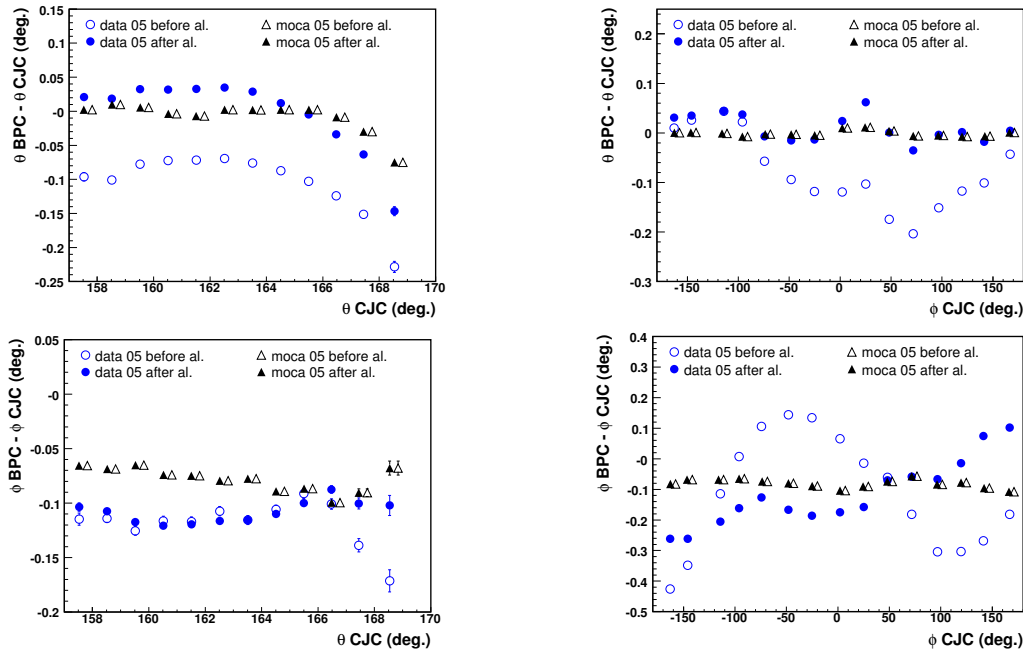 0.15
data 05 before al.
moca 05 before al.
data 05 after al.
moca 05 after al.
0.1
0.05
-0
-0.05
-0.1
-0.15
-0.2
-0.25
158 160 162 164 166 168 170
θ CJC (deg.)
θ BPC - θ CJC (deg.)
data 05 before al.
moca 05 before al.
data 05 after al.
moca 05 after al.
0.2
0.1
0
-0.1
-0.2
-0.3
-150 -100 -50 0 50 100 150
ϕ CJC (deg.)
θ BPC - θ CJC (deg.)
0.05
data 05 before al.
moca 05 before al.
data 05 after al.
moca 05 after al.
-0
-0.05
-0.1
-0.15
-0.2
158 160 162 164 166 168 170
θ CJC (deg.)
ϕ BPC - ϕ CJC (deg.)
0.4
data 05 before al.
moca 05 before al.
data 05 after al.
moca 05 after al.
0.3
0.2
0.1
-0
-0.1
-0.2
-0.3
-0.4
-0.5
-150 -100 -50 0 50 100 150
ϕ CJC (deg.)
ϕ BPC - ϕ CJC (deg.)